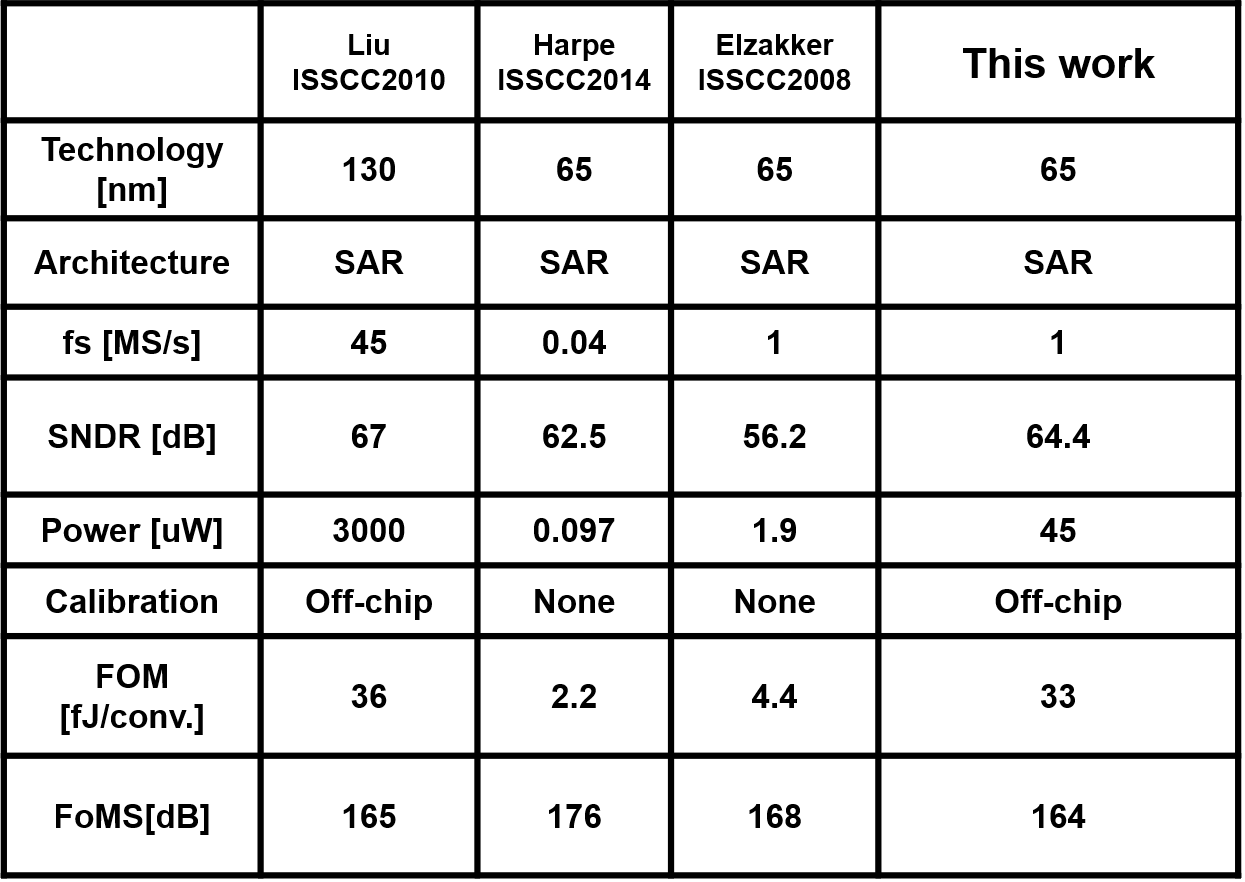 Liu
ISSCC2010
Harpe
ISSCC2014
Elzakker
ISSCC2008
This work
Technology
[nm]
130
65
65
65
Architecture
SAR
SAR
SAR
SAR
fs [MS/s]
45
0.04
1
1
SNDR [dB]
67
62.5
56.2
64.4
Power [uW]
3000
0.097
1.9
45
Calibration
Off-chip
None
None
Off-chip
FOM
[fJ/conv.]
36
2.2
4.4
33
FoMS[dB]
165
176
168
164